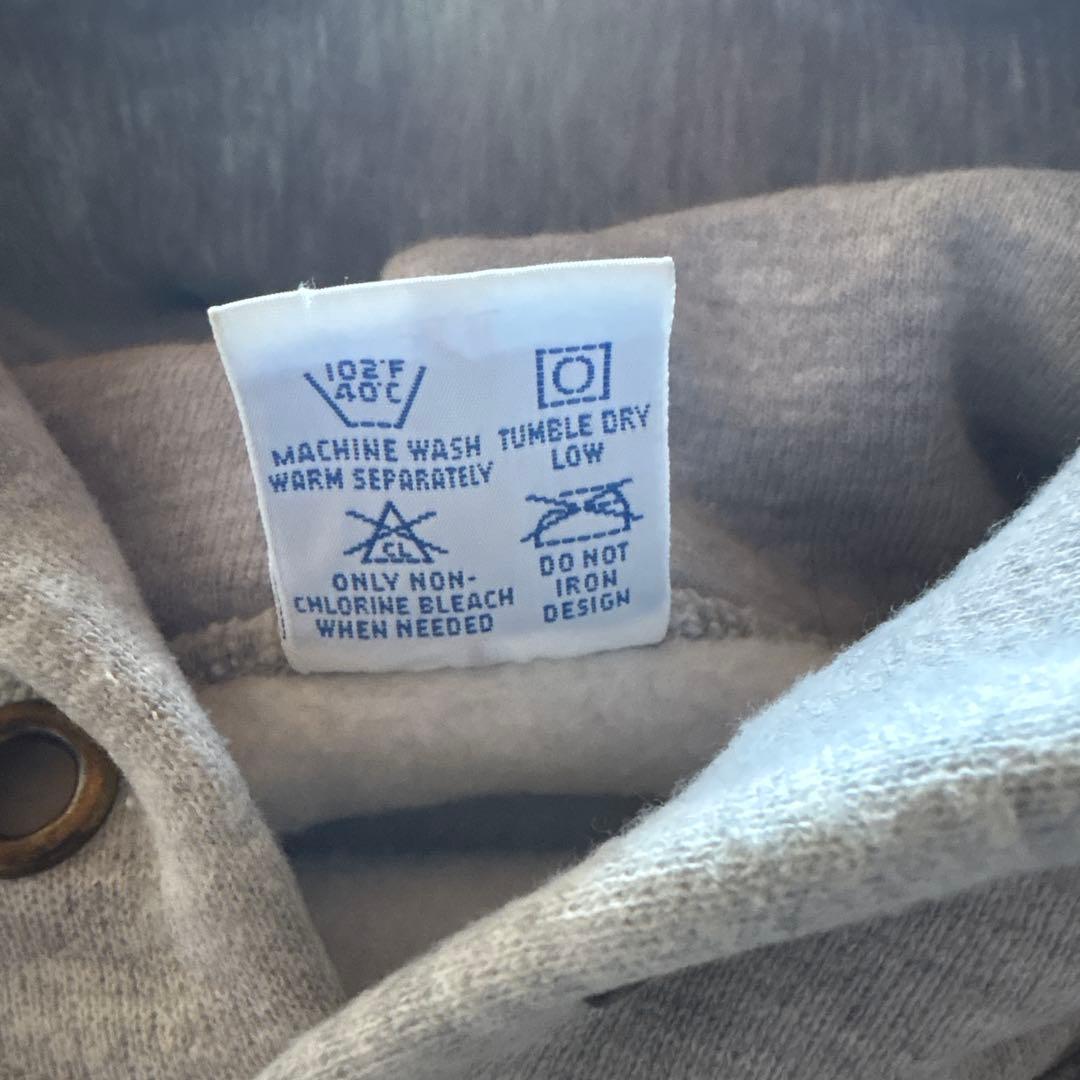 102°F
40°C
MACHINE WASH
WARM SEPARATELY
TUMBLE DRY
LOW
CL
ONLY NON-
CHLORINE BLEACH
WHEN NEEDED
DO NOT
IRON
DESIGN